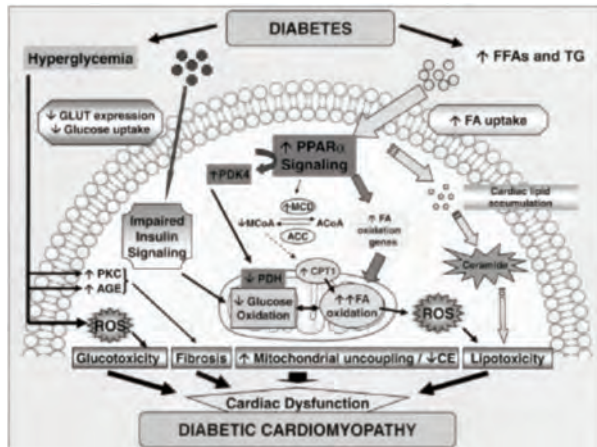 DIABETES
Hyperglycemia
↑ FFAs and TG
↓ GLUT expression
↓ Glucose uptake
↑ FA uptake
↑ PPARα
Signaling
↑PDK4
Cardiac lipid
accumulation
↑MCD
↓MCoA
ACoA
ACC
↑ FA
oxidation
genes
Impaired
Insulin
Signaling
Ceramide
↑ PKC
↑ AGE
↓ PDH
↑ CPT1
↓ Glucose
Oxidation
↑↑FA
oxidation
ROS
ROS
Glucotoxicity
Fibrosis
↑ Mitochondrial uncoupling / ↓CE
Lipotoxicity
Cardiac Dysfunction
DIABETIC CARDIOMYOPATHY